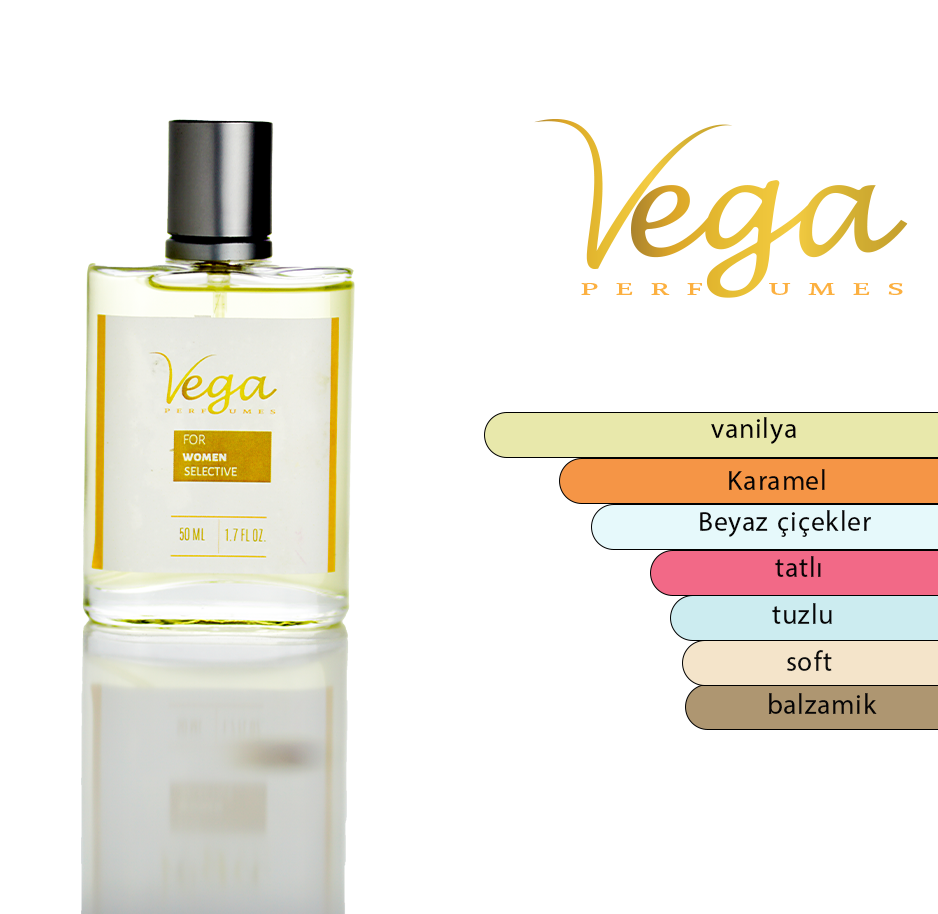 Vega
PERFUMES
FOR
WOMEN
SELECTIVE
50 ML 1.7 FL OZ.
Vega
PERFUMES
vanilya
Karamel
Beyaz çiçekler
tatlı
tuzlu
soft
balzamik